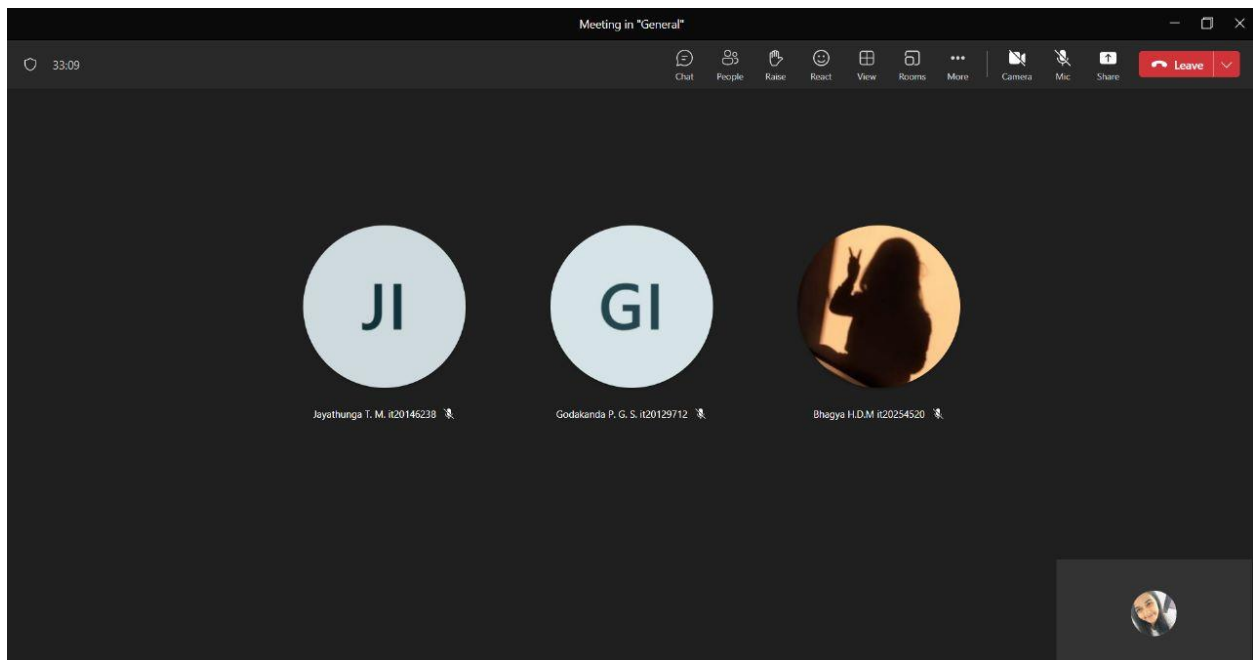 Meeting in "General"
33:09
Chat People Raise React View Rooms More Camera Mic Share Leave
JI
GI
Jayathunga T. M. it20146238
Godakanda P. G. S. it20129712
Bhagya H.D.M it20254520